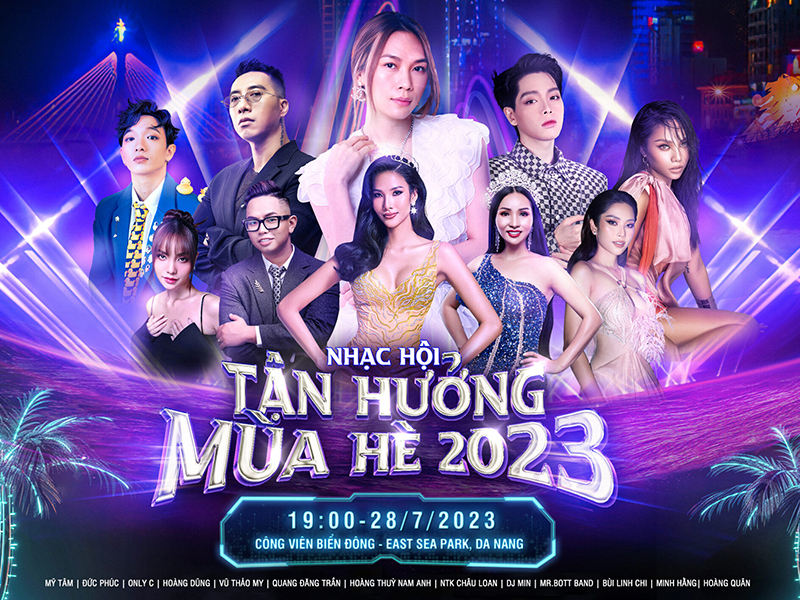 NHẠC HỘI
TẬN HƯỞNG
MÙA HÈ 2023
19:00-28/7/2023
CÔNG VIÊN BIỂN ĐÔNG - EAST SEA PARK, DA NANG
MỸ TÂM | ĐỨC PHÚC | ONLY C | HOÀNG DŨNG | VŨ THẢO MY | QUANG ĐĂNG TRẦN | HOÀNG THUỲ NAM ANH | NTK CHÂU LOAN | DJ MIN | MR.BOTT BAND | BÙI LINH CHI | MINH HẰNG | HOÀNG QUÂN